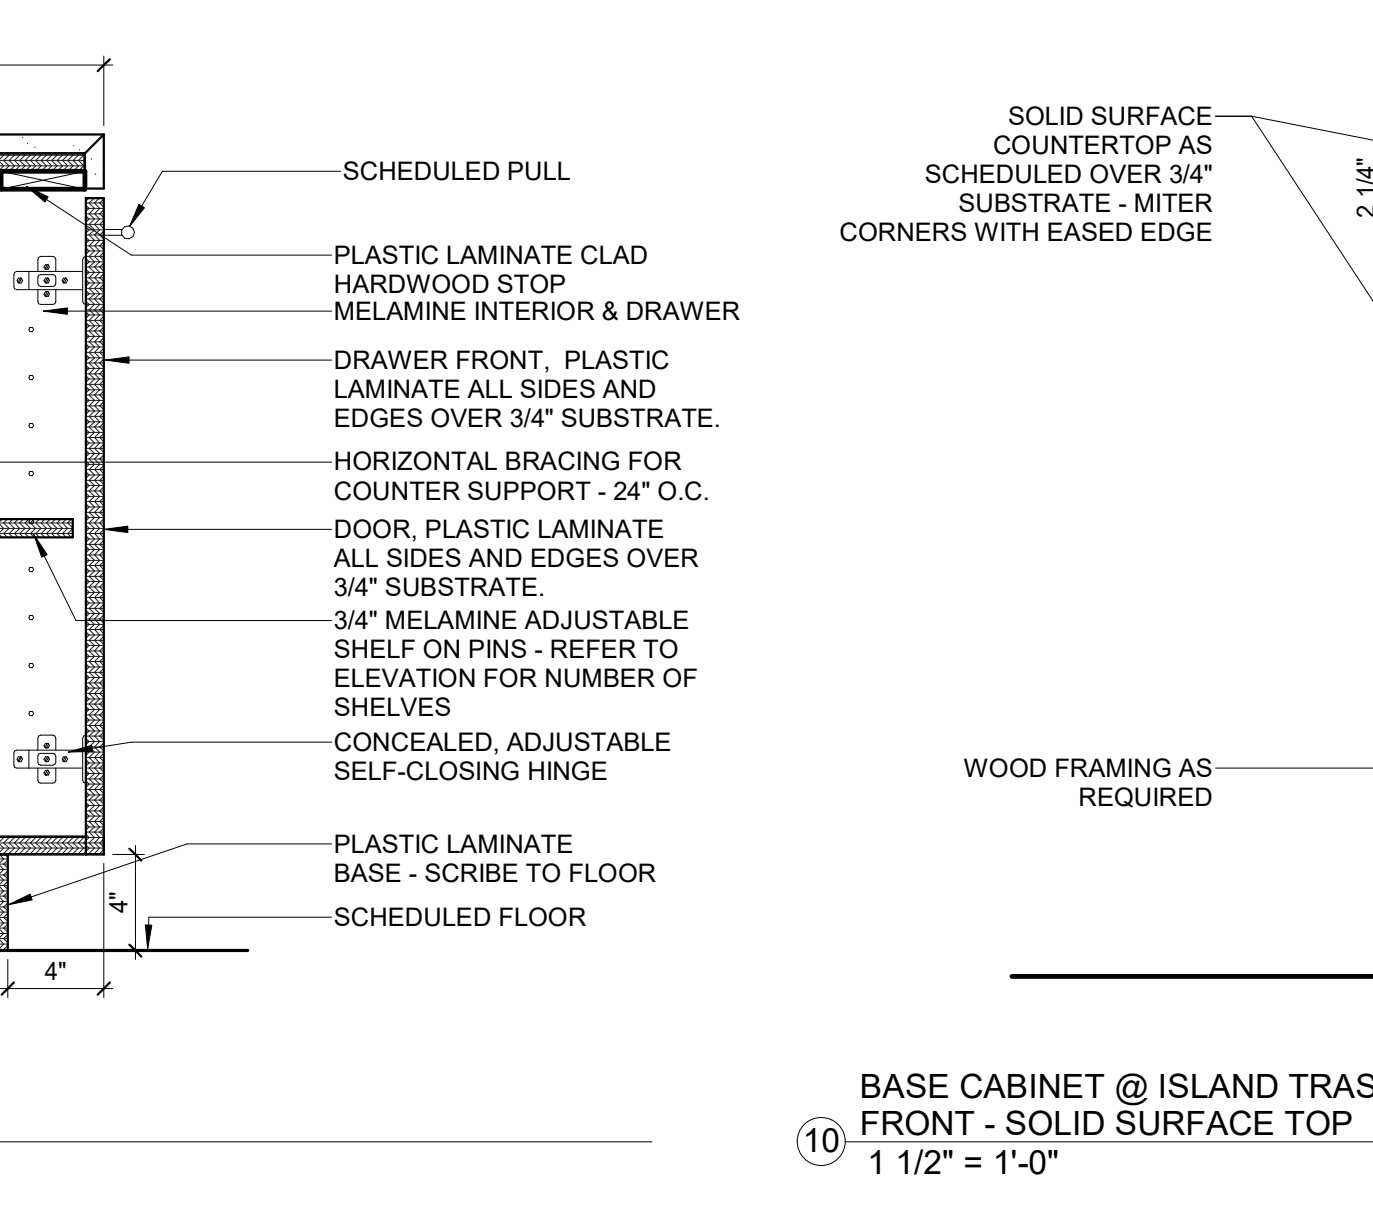 SCHEDULED PULL
PLASTIC LAMINATE CLAD
HARDWOOD STOP
MELAMINE INTERIOR & DRAWER
DRAWER FRONT,  PLASTIC
LAMINATE ALL SIDES AND
EDGES OVER 3/4" SUBSTRATE.
HORIZONTAL BRACING FOR
COUNTER SUPPORT - 24" O.C.
DOOR, PLASTIC LAMINATE
ALL SIDES AND EDGES OVER
3/4" SUBSTRATE.
3/4" MELAMINE ADJUSTABLE
SHELF ON PINS - REFER TO
ELEVATION FOR NUMBER OF
SHELVES
CONCEALED, ADJUSTABLE
SELF-CLOSING HINGE
PLASTIC LAMINATE
BASE - SCRIBE TO FLOOR
SCHEDULED FLOOR
4"
4"
SOLID SURFACE
COUNTERTOP AS
SCHEDULED OVER 3/4"
SUBSTRATE - MITER
CORNERS WITH EASED EDGE
2 1/4"
WOOD FRAMING AS
REQUIRED
10
BASE CABINET @ ISLAND TRAS
FRONT - SOLID SURFACE TOP
1 1/2" = 1'-0"